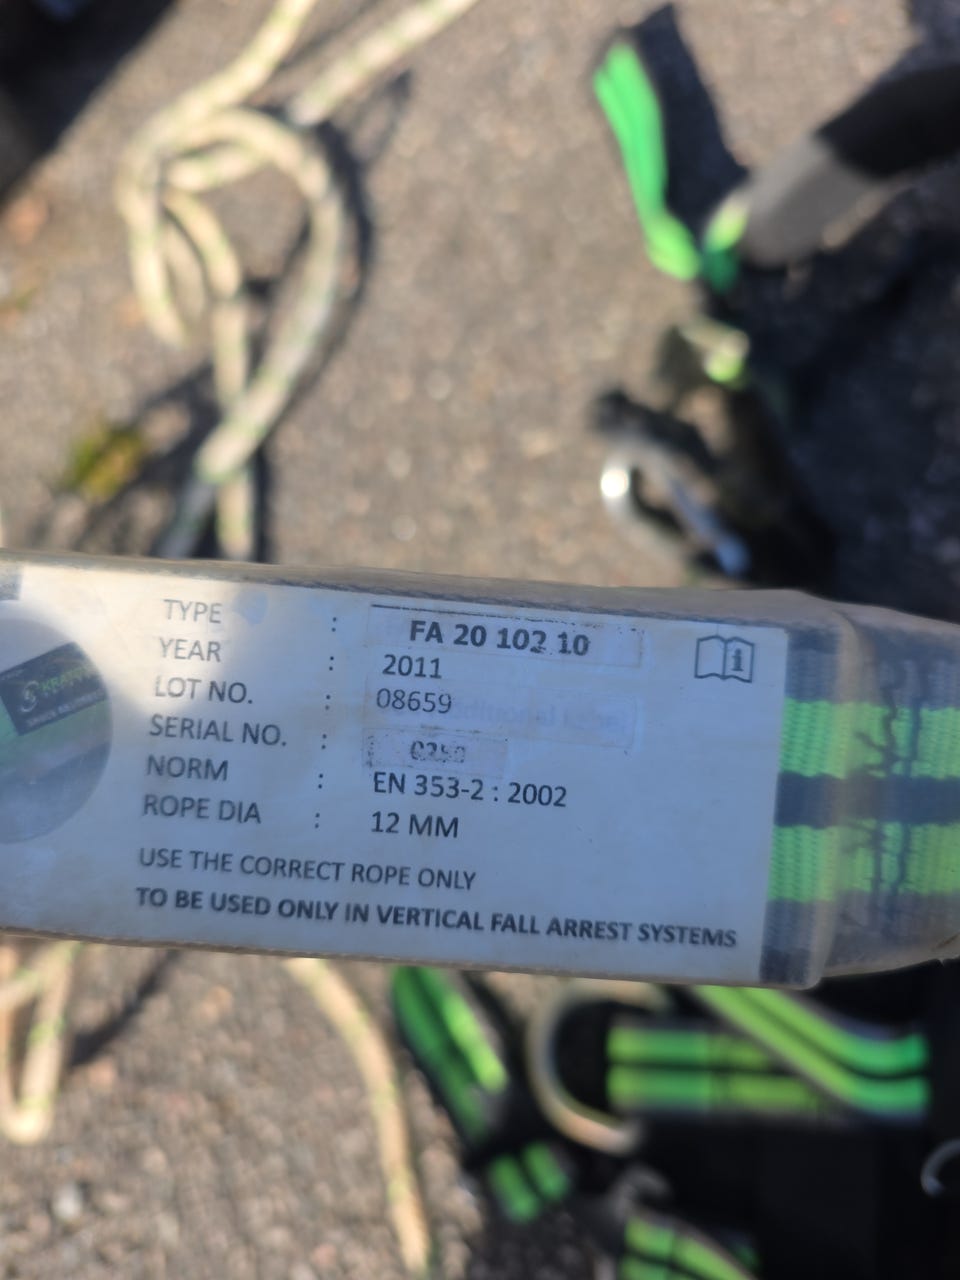 TYPE : FA 20 102 10
YEAR : 2011
LOT NO. : 08659
SERIAL NO. :
NORM : EN 353-2 : 2002
ROPE DIA : 12 MM
USE THE CORRECT ROPE ONLY
TO BE USED ONLY IN VERTICAL FALL ARREST SYSTEMS